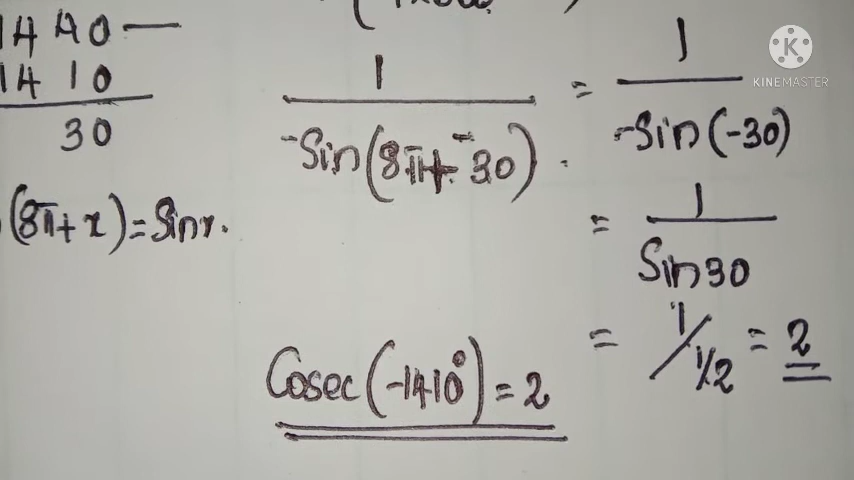 1440 —
1410
30
(8π+x)=Sinx.
1 / -Sin(8π+-30) . = 1 / -Sin(-30)
= 1 / Sin30
= 1/1/2 = 2
Cosec(-1410°)=2
K
KINEMASTER